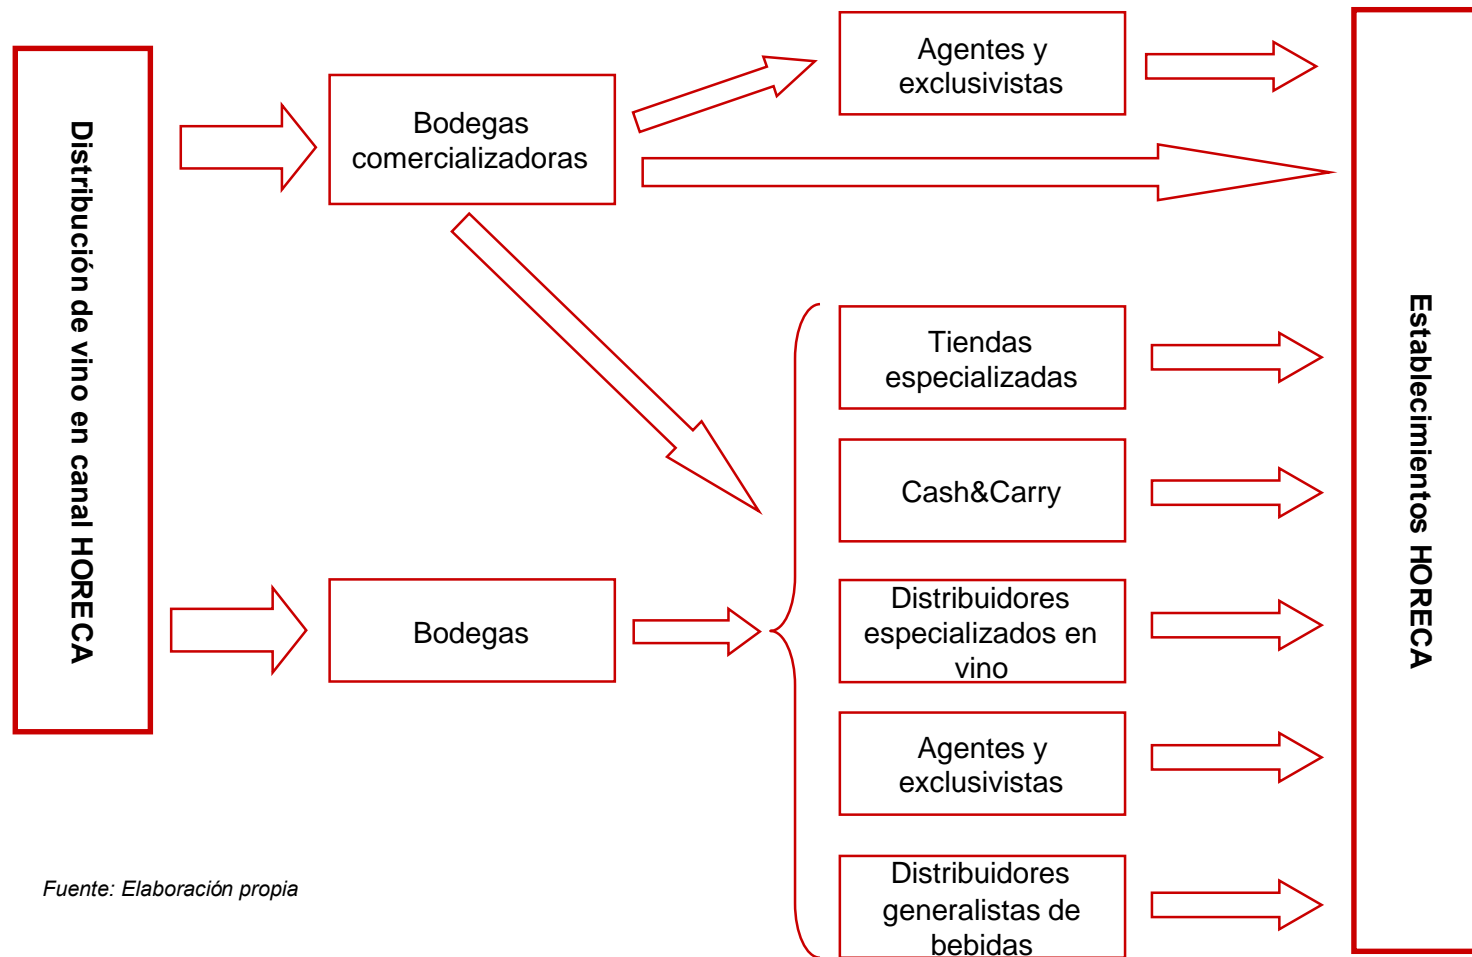 Distribución de vino en canal HORECA
Bodegas
comercializadoras
Agentes y
exclusivistas
Tiendas
especializadas
Cash&Carry
Bodegas
Distribuidores
especializados en
vino
Agentes y
exclusivistas
Distribuidores
generalistas de
bebidas
Establecimientos HORECA
Fuente: Elaboración propia